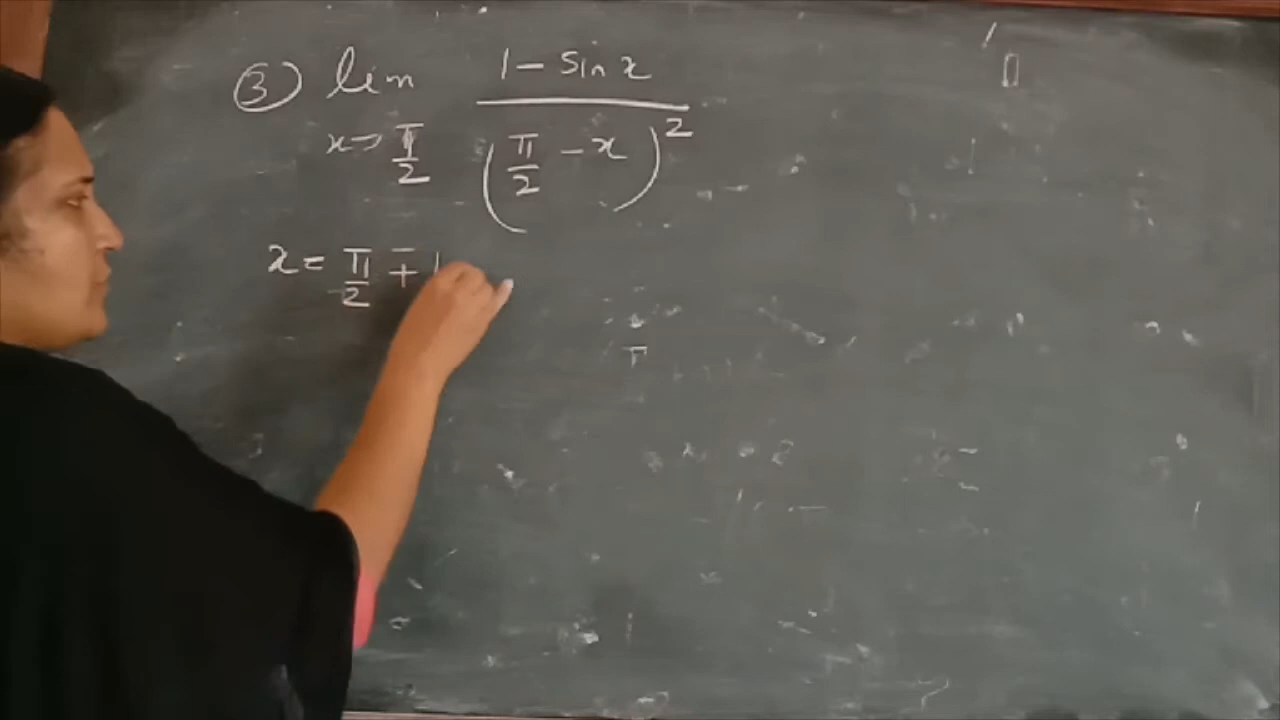 ③ lim 1 - Sin x
x→ π/2 (π/2 - x)²
x = π/2 ∓